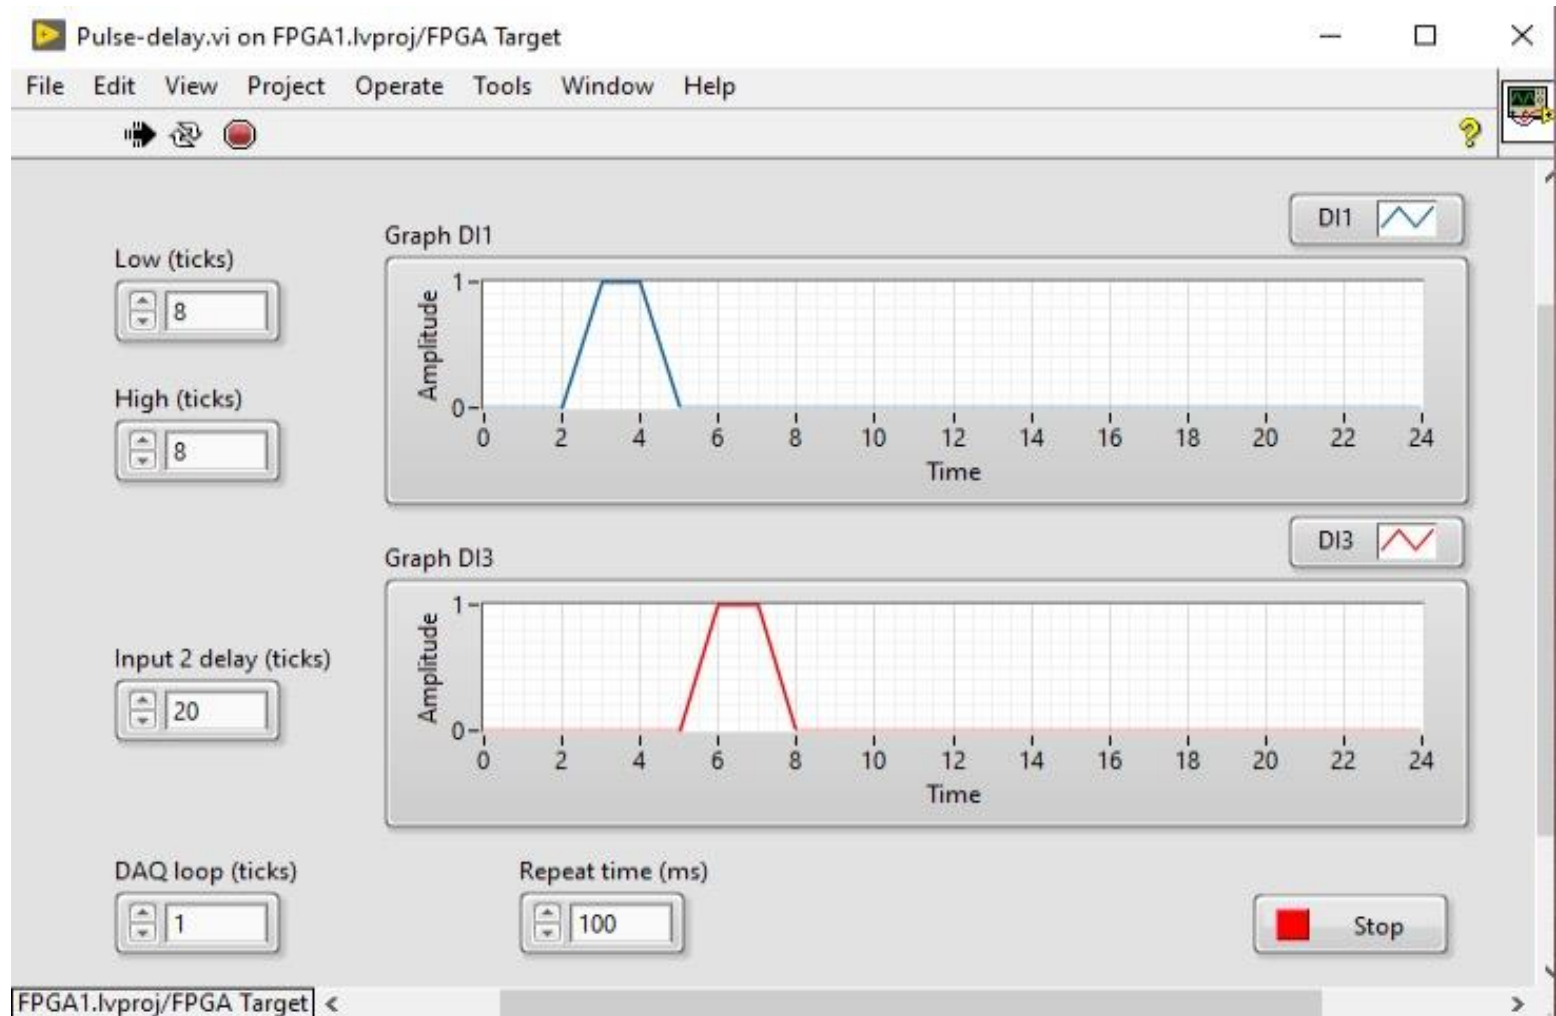 Pulse-delay.vi on FPGA1.lvproj/FPGA Target
File Edit View Project Operate Tools Window Help
Low (ticks)
8
High (ticks)
8
Graph DI1
DI1
Amplitude
1
0
0 2 4 6 8 10 12 14 16 18 20 22 24
Time
Graph DI3
DI3
Input 2 delay (ticks)
20
Amplitude
1
0
0 2 4 6 8 10 12 14 16 18 20 22 24
Time
DAQ loop (ticks)
1
Repeat time (ms)
100
Stop
FPGA1.lvproj/FPGA Target